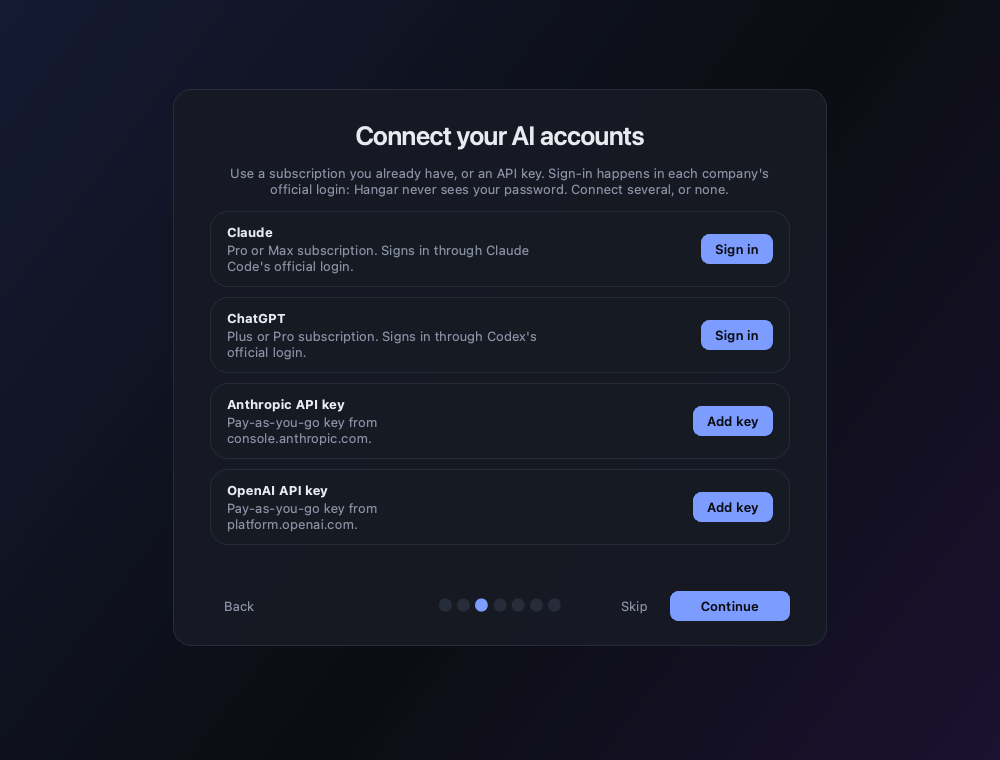 Connect your AI accounts
Use a subscription you already have, or an API key. Sign-in happens in each company's
official login: Hangar never sees your password. Connect several, or none.
Claude
Pro or Max subscription. Signs in through Claude
Code's official login.
Sign in
ChatGPT
Plus or Pro subscription. Signs in through Codex's
official login.
Sign in
Anthropic API key
Pay-as-you-go key from
console.anthropic.com.
Add key
OpenAI API key
Pay-as-you-go key from
platform.openai.com.
Add key
Back
Skip
Continue